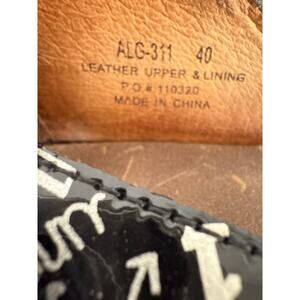 ALG-311 40
LEATHER UPPER & LINING
P.O.# 110320
MADE IN CHINA